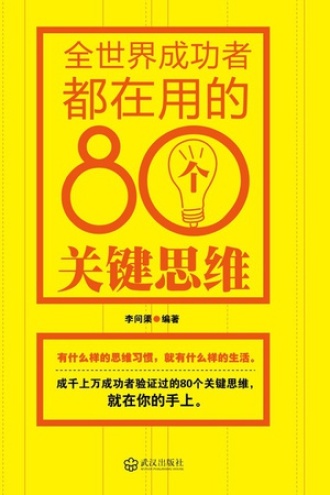 全世界成功者
都在用的
80个
关键思维
李问渠●编著
有什么样的思维习惯，就有什么样的生活。
成千上万成功者验证过的80个关键思维，
就在你的手上。
武汉出版社